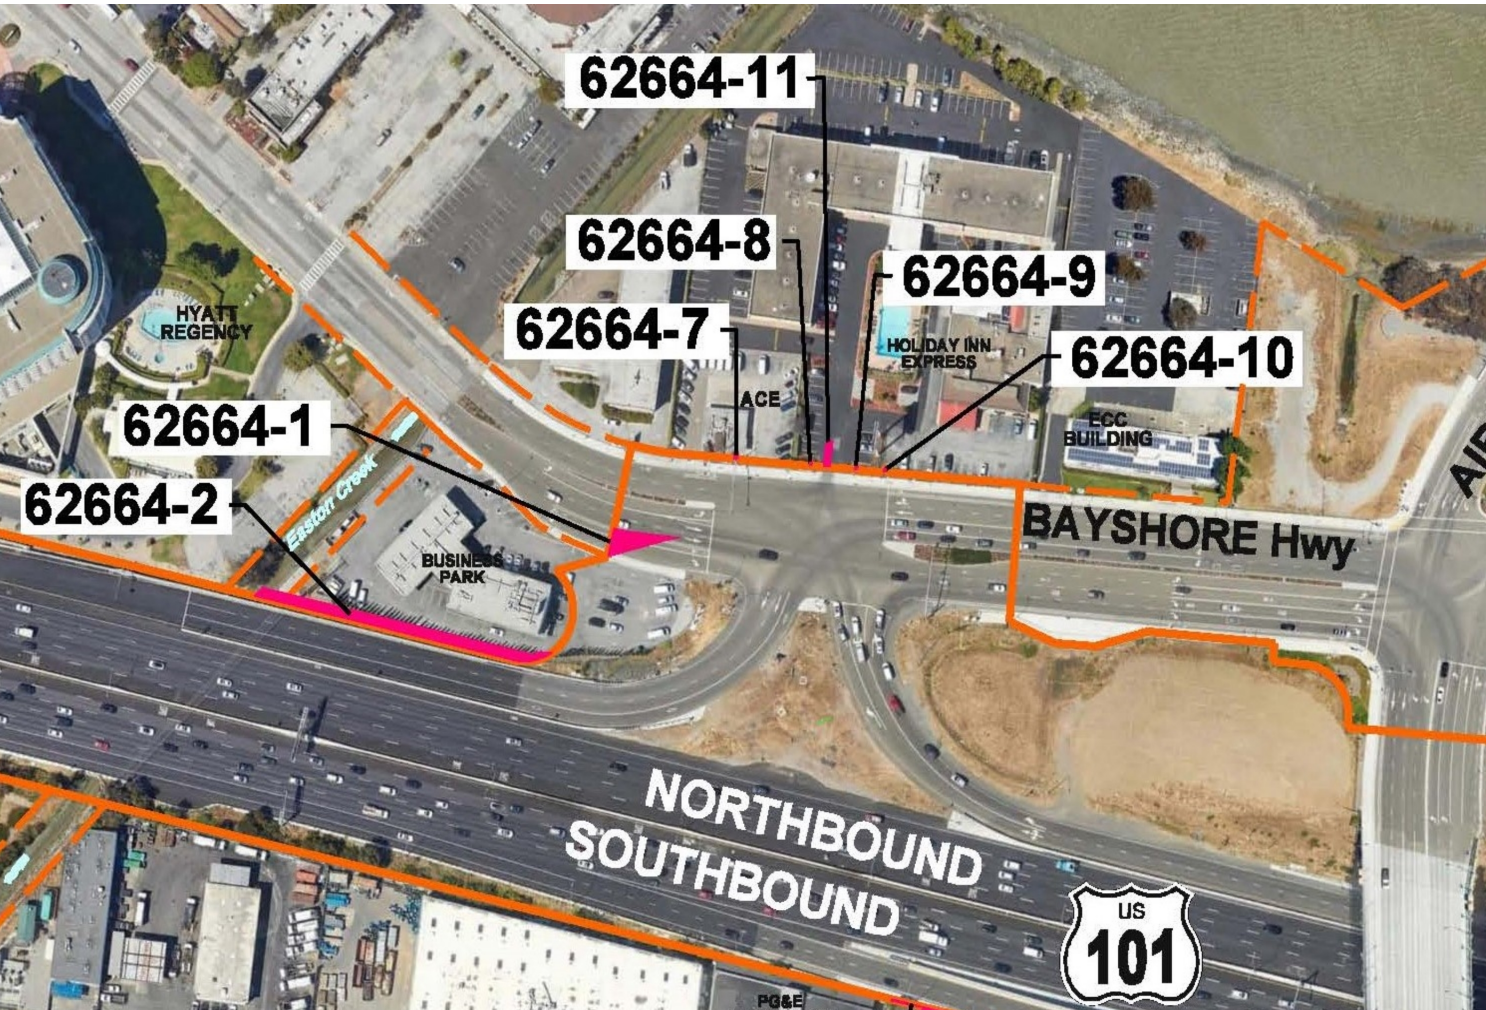 62664-11
62664-8
62664-9
HYATT
REGENCY
62664-7
HOLIDAY INN
EXPRESS
62664-10
ACE
62664-1
ECC
BUILDING
62664-2
Easton Creek
BAYSHORE Hwy
BUSINESS
PARK
NORTHBOUND
SOUTHBOUND
US
101
PG&E